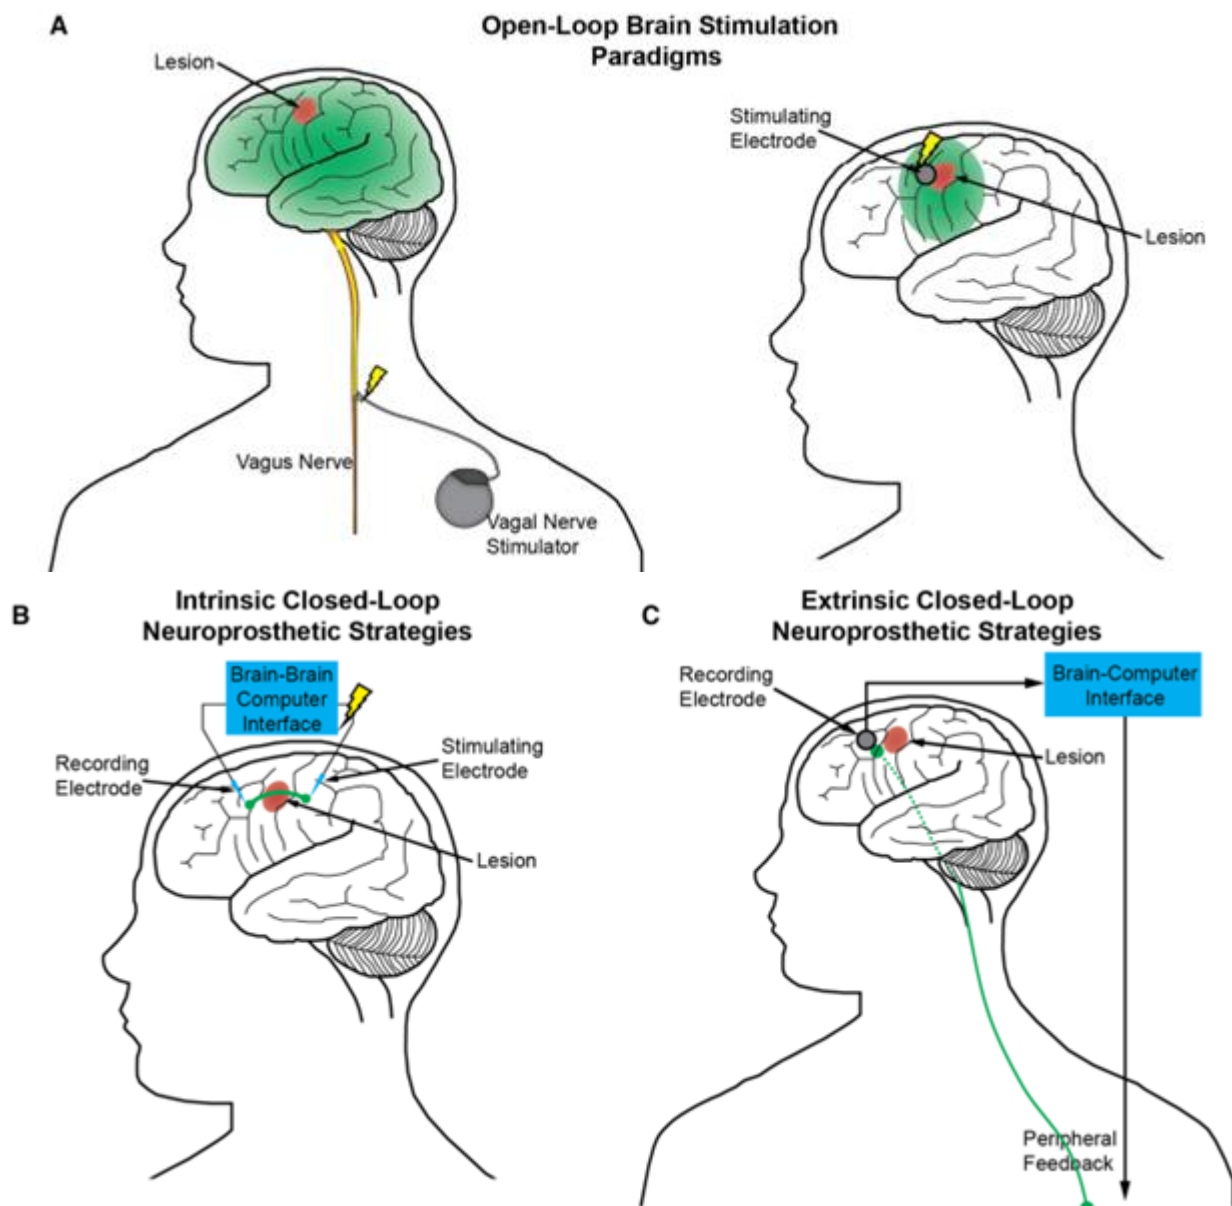 A
Open-Loop Brain Stimulation
Paradigms
Lesion
Stimulating
Electrode
Lesion
Vagus Nerve
Vagal Nerve
Stimulator
B
Intrinsic Closed-Loop
Neuroprosthetic Strategies
Brain-Brain
Computer
Interface
Recording
Electrode
Stimulating
Electrode
Lesion
C
Extrinsic Closed-Loop
Neuroprosthetic Strategies
Recording
Electrode
Brain-Computer
Interface
Lesion
Peripheral
Feedback